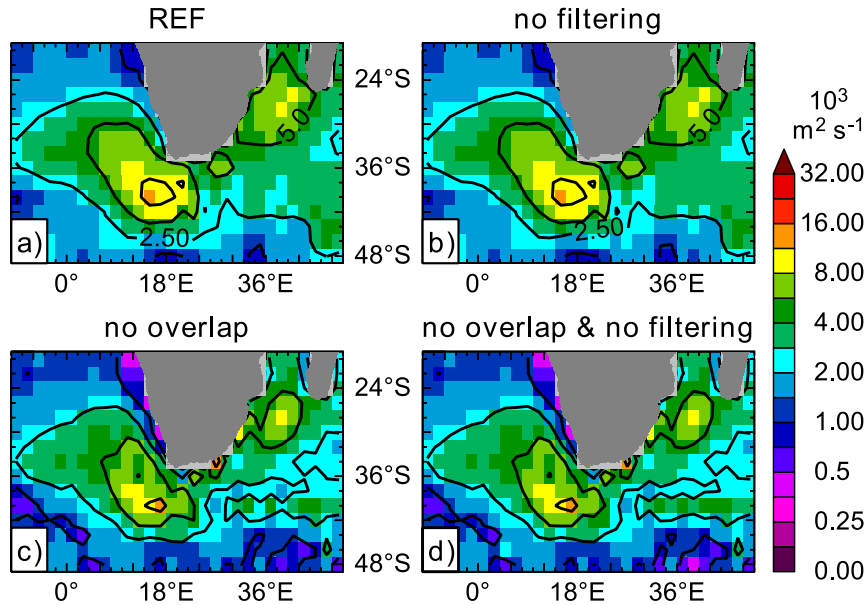 REF
no filtering
24°S
36°S
48°S
5.0
2.50
a)
5.0
2.50
b)
0°
18°E
36°E
0°
18°E
36°E
10³
m² s⁻¹
32.00
16.00
8.00
4.00
2.00
1.00
0.5
0.25
0.00
no overlap
no overlap & no filtering
24°S
36°S
48°S
c)
d)
0°
18°E
36°E
0°
18°E
36°E